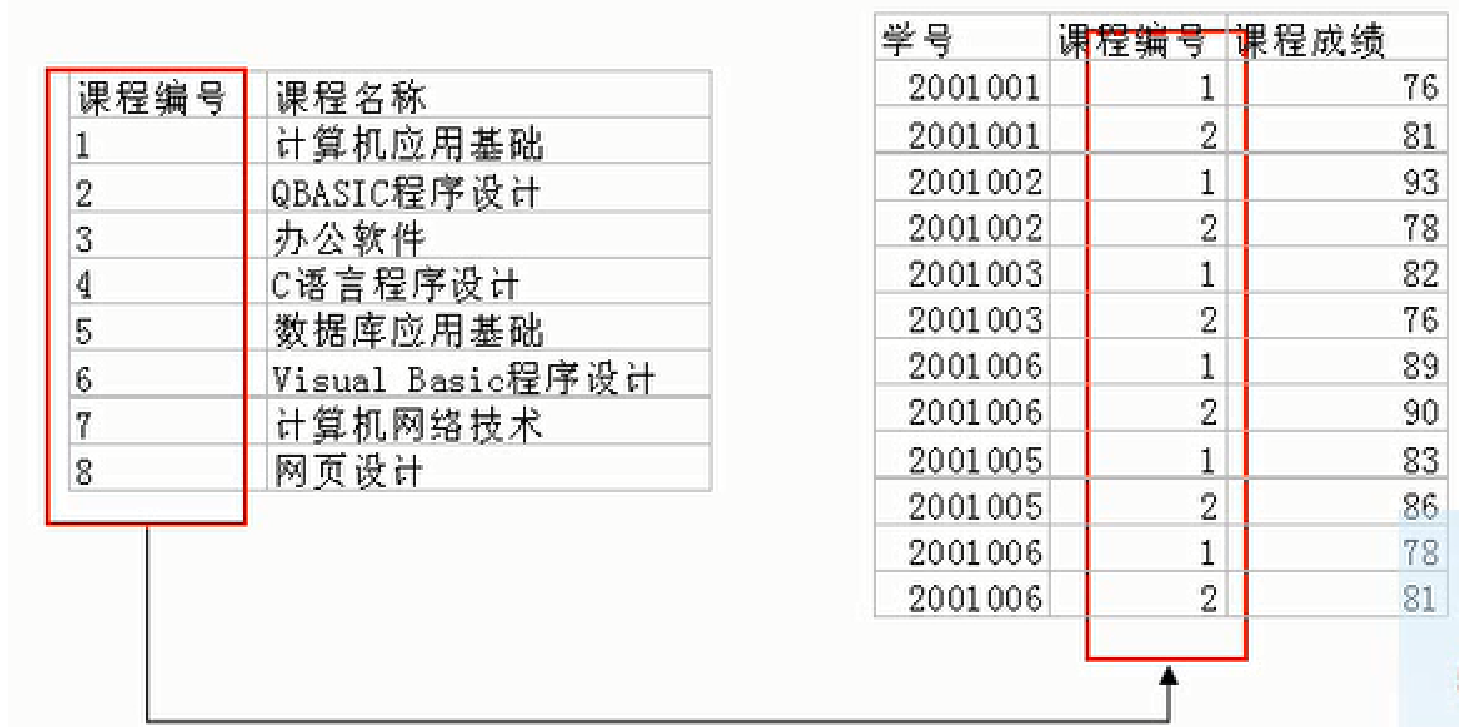 课程编号 课程名称
1 计算机应用基础
2 QBASIC程序设计
3 办公软件
4 C语言程序设计
5 数据库应用基础
6 Visual Basic程序设计
7 计算机网络技术
8 网页设计
学号 课程编号 课程成绩
2001001 1 76
2001001 2 81
2001002 1 93
2001002 2 78
2001003 1 82
2001003 2 76
2001006 1 89
2001006 2 90
2001005 1 83
2001005 2 86
2001006 1 78
2001006 2 81